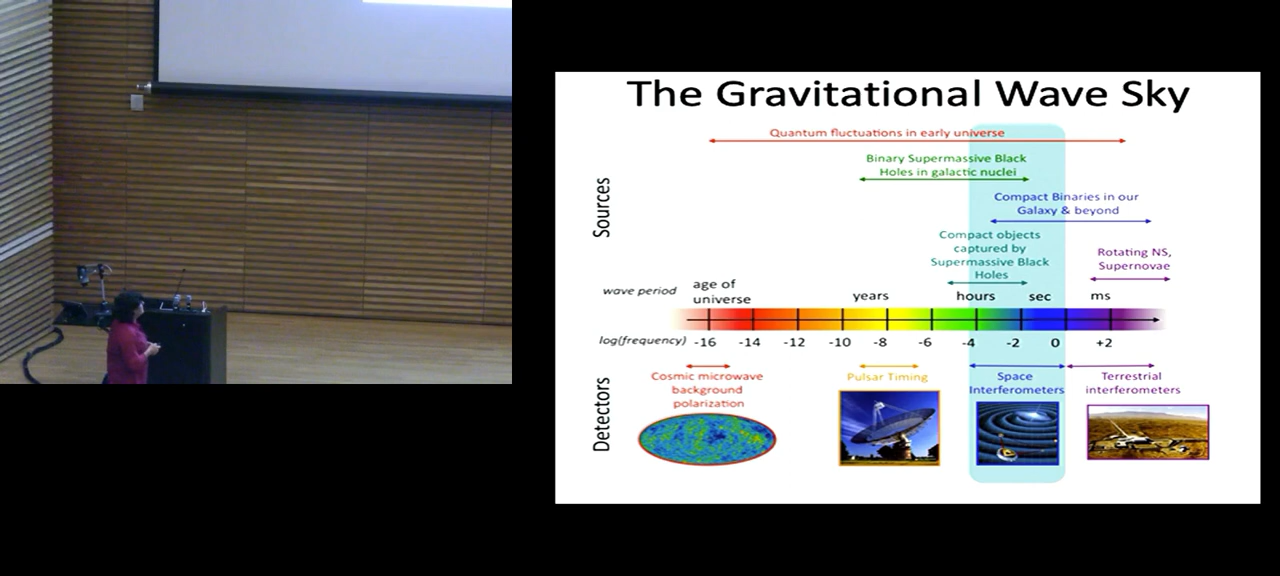 The Gravitational Wave Sky
Quantum fluctuations in early universe
Binary Supermassive Black
Holes in galactic nuclei
Compact Binaries in our
Galaxy & beyond
Compact objects
captured by
Supermassive Black
Holes
Rotating NS,
Supernovae
Sources
wave period
age of
universe
years
hours
sec
ms
log(frequency)
-16 -14 -12 -10 -8 -6 -4 -2 0 +2
Detectors
Cosmic microwave
background
polarization
Pulsar Timing
Space
Interferometers
Terrestrial
interferometers